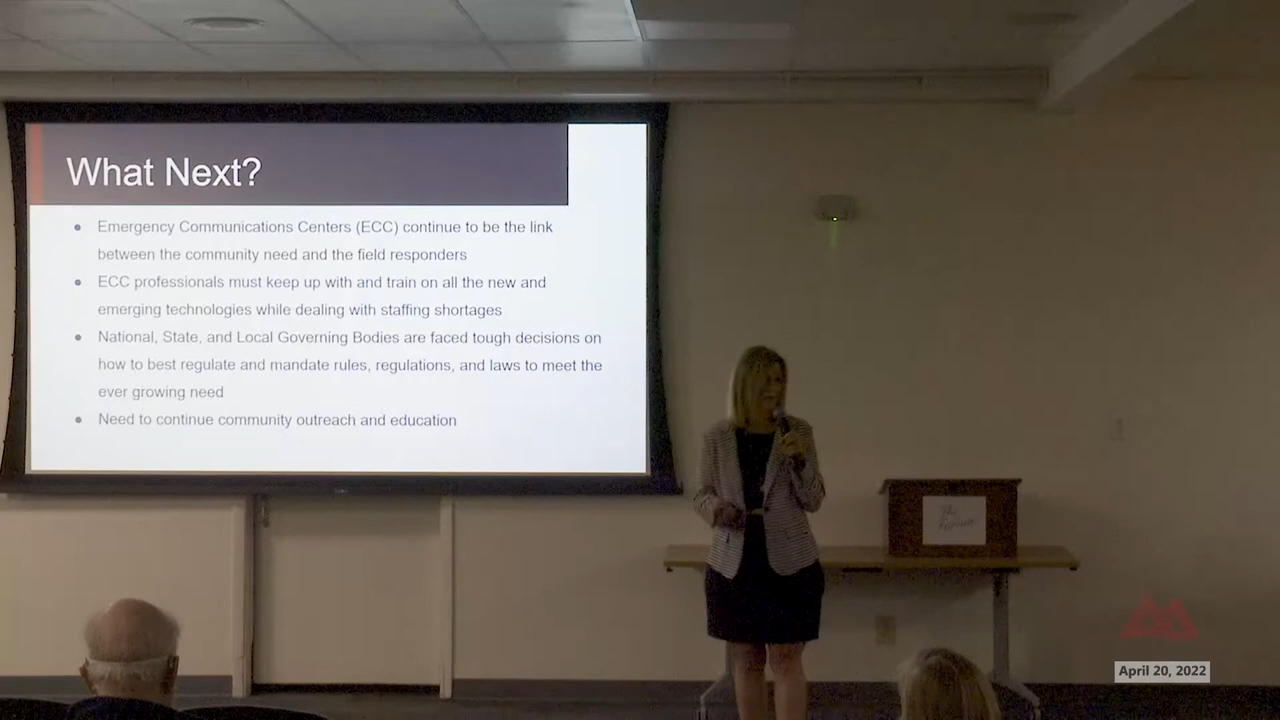 What Next?
Emergency Communications Centers (ECC) continue to be the link
between the community need and the field responders
ECC professionals must keep up with and train on all the new and
emerging technologies while dealing with staffing shortages
National, State, and Local Governing Bodies are faced tough decisions on
how to best regulate and mandate rules, regulations, and laws to meet the
ever growing need
Need to continue community outreach and education
The
April 20, 2022